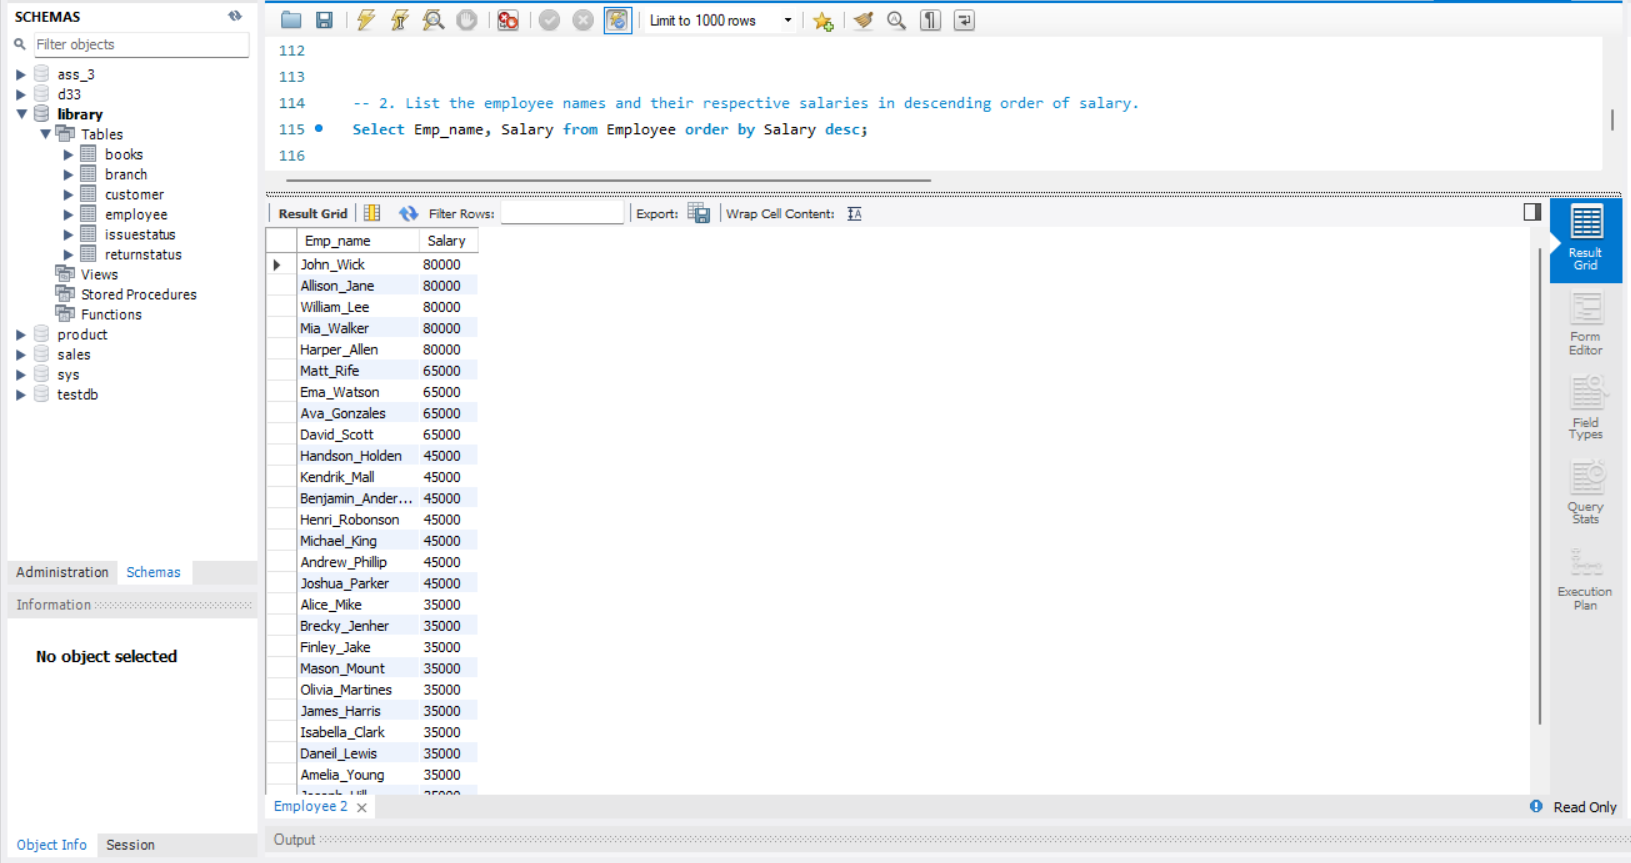 SCHEMAS
Filter objects
ass_3
d33
library
Tables
books
branch
customer
employee
issuestatus
returnstatus
Views
Stored Procedures
Functions
product
sales
sys
testdb
Administration Schemas
Information
No object selected
Object Info Session
Limit to 1000 rows
112
113
114 -- 2. List the employee names and their respective salaries in descending order of salary.
115 Select Emp_name, Salary from Employee order by Salary desc;
116
Result Grid Filter Rows: Export: Wrap Cell Content:
Emp_name Salary
John_Wick 80000
Allison_Jane 80000
William_Lee 80000
Mia_Walker 80000
Harper_Allen 80000
Matt_Rife 65000
Ema_Watson 65000
Ava_Gonzales 65000
David_Scott 65000
Handson_Holden 45000
Kendrik_Mall 45000
Benjamin_Ander... 45000
Henri_Robonson 45000
Michael_King 45000
Andrew_Phillip 45000
Joshua_Parker 45000
Alice_Mike 35000
Brecky_Jenher 35000
Finley_Jake 35000
Mason_Mount 35000
Olivia_Martines 35000
James_Harris 35000
Isabella_Clark 35000
Daneil_Lewis 35000
Amelia_Young 35000
Employee 2
Read Only
Output
Result
Grid
Form
Editor
Field
Types
Query
Stats
Execution
Plan